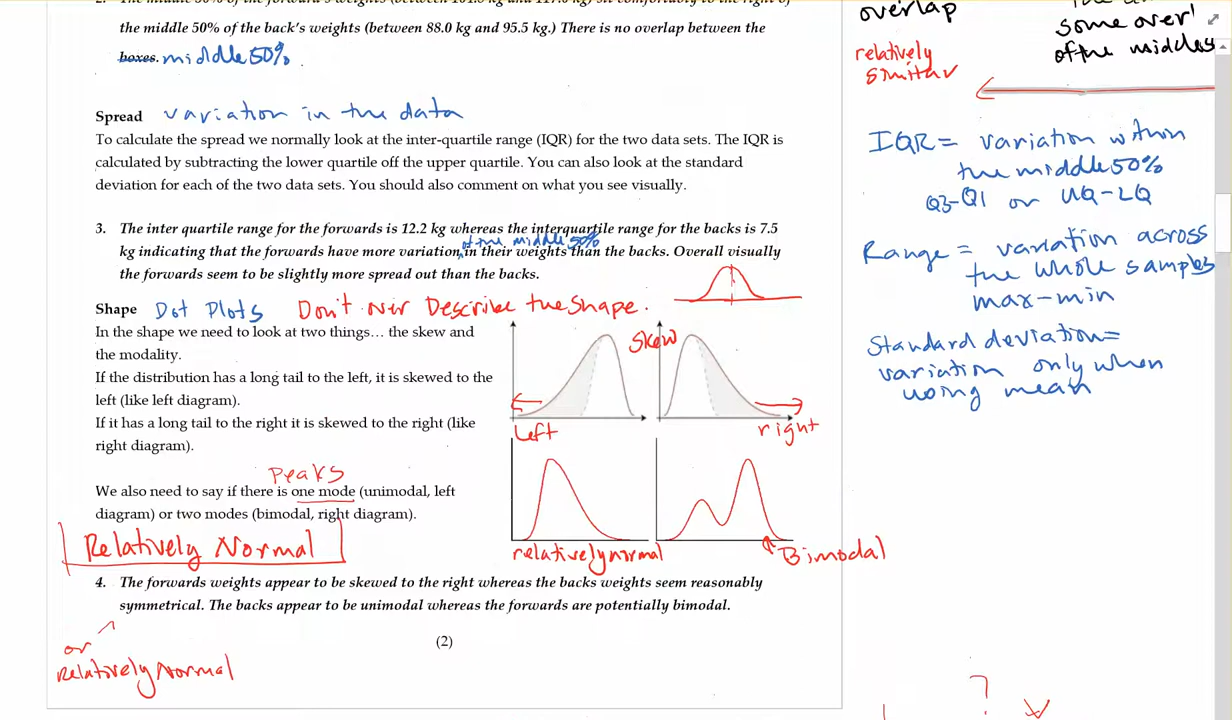 the middle 50% of the back's weights (between 88.0 kg and 95.5 kg.) There is no overlap between the
boxes. middle 50%.
Spread variation in the data
To calculate the spread we normally look at the inter-quartile range (IQR) for the two data sets. The IQR is
calculated by subtracting the lower quartile off the upper quartile. You can also look at the standard
deviation for each of the two data sets. You should also comment on what you see visually.
3. The inter quartile range for the forwards is 12.2 kg whereas the interquartile range for the backs is 7.5
of the middle 50%
kg indicating that the forwards have more variation in their weights than the backs. Overall visually
the forwards seem to be slightly more spread out than the backs.
Shape Dot Plots Don't Describe the Shape.
In the shape we need to look at two things... the skew and
the modality.
If the distribution has a long tail to the left, it is skewed to the
left (like left diagram).
If it has a long tail to the right it is skewed to the right (like
right diagram).
Skew
left
right
Peaks
We also need to say if there is one mode (unimodal, left
diagram) or two modes (bimodal, right diagram).
Relatively Normal
relatively normal
Bimodal
4. The forwards weights appear to be skewed to the right whereas the backs weights seem reasonably
symmetrical. The backs appear to be unimodal whereas the forwards are potentially bimodal.
or
Relatively Normal
(2)
overlap
relatively
similar
some over
of the middles
IQR = variation within
the middle 50%
Q3-Q1 or UQ-LQ
Range = variation across
the whole samples
max-min
Standard deviation=
variation only when
using mean
?